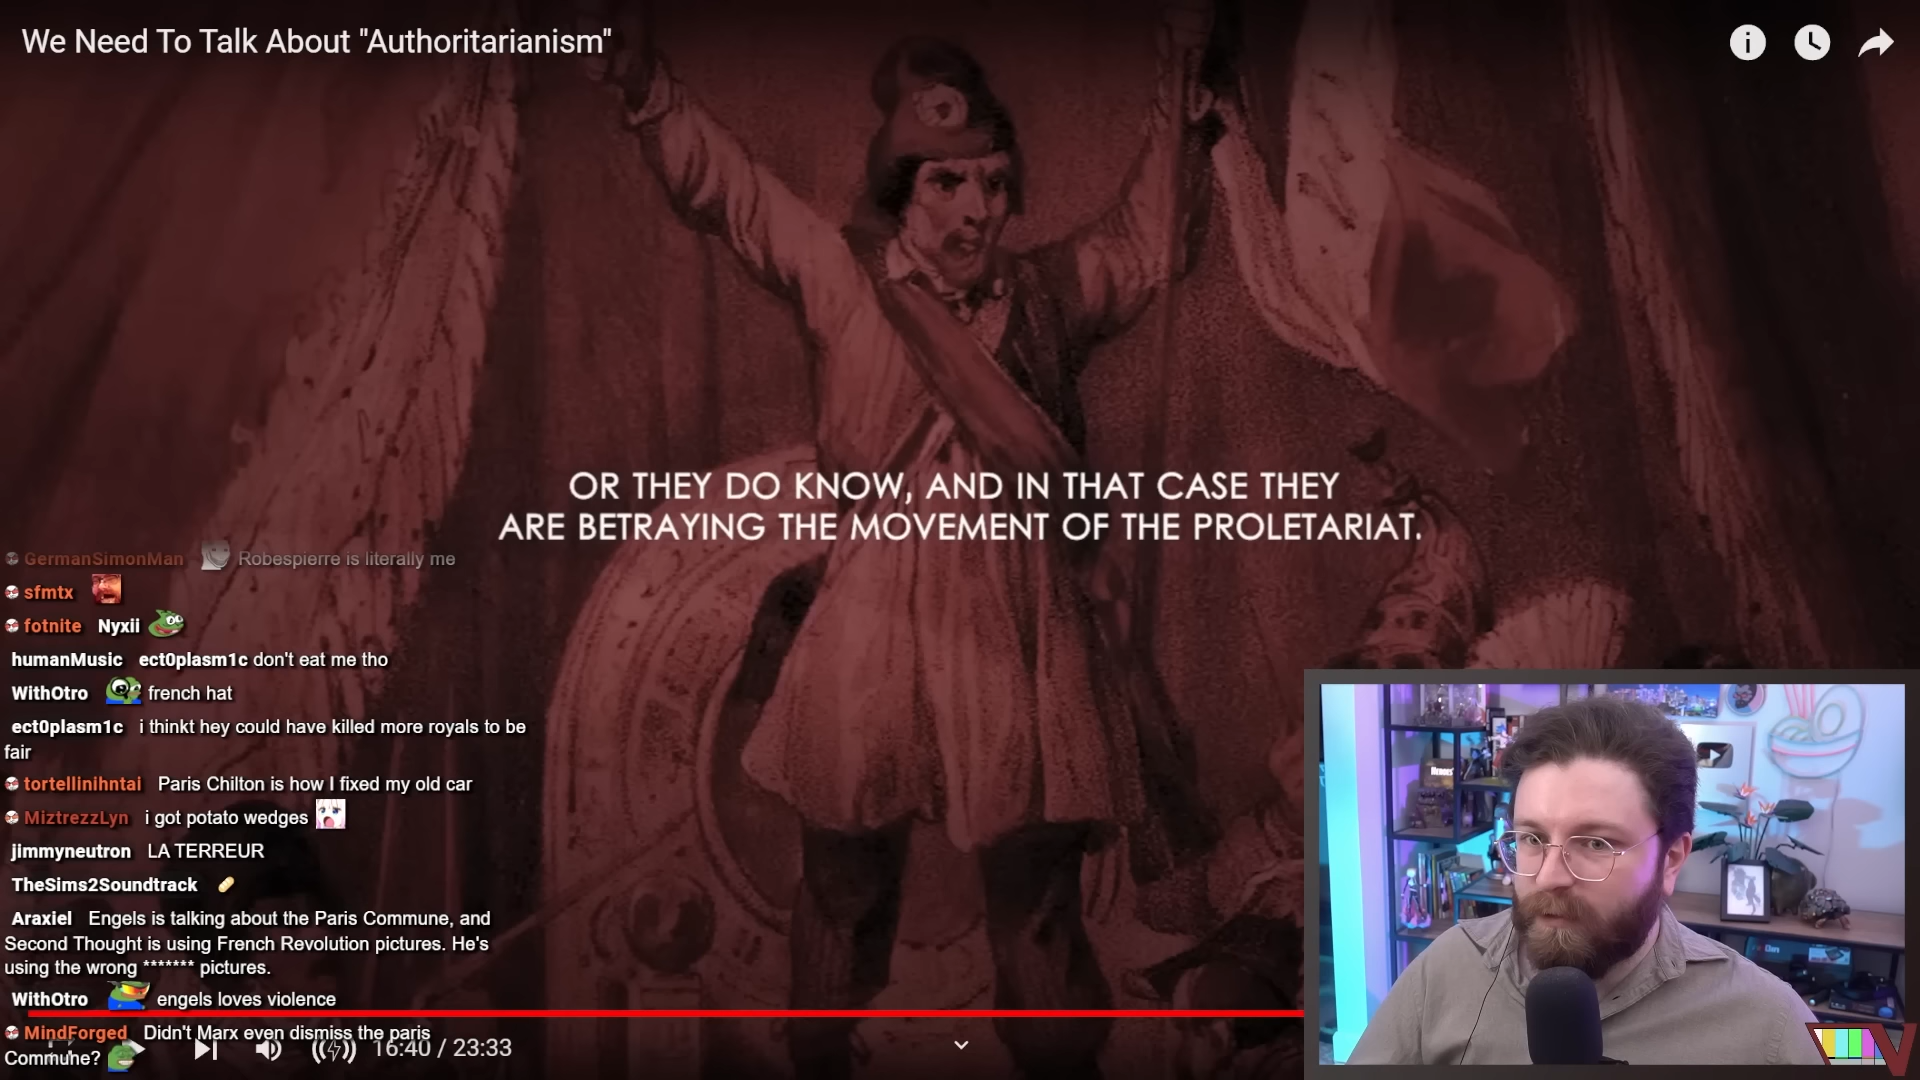 We Need To Talk About "Authoritarianism"
OR THEY DO KNOW, AND IN THAT CASE THEY
ARE BETRAYING THE MOVEMENT OF THE PROLETARIAT.
GermanSimonMan Robespierre is literally me
sfmtx
fotnite Nyxii
humanMusic ect0plasm1c don't eat me tho
WithOtro french hat
ect0plasm1c i thinkt hey could have killed more royals to be
fair
tortellinihntai Paris Chilton is how I fixed my old car
MiztrezzLyn i got potato wedges
jimmyneutron LA TERREUR
TheSims2Soundtrack
Araxiel Engels is talking about the Paris Commune, and
Second Thought is using French Revolution pictures. He's
using the wrong ******* pictures.
WithOtro engels loves violence
MindForged Didn't Marx even dismiss the paris
Commune?
16:40 / 23:33